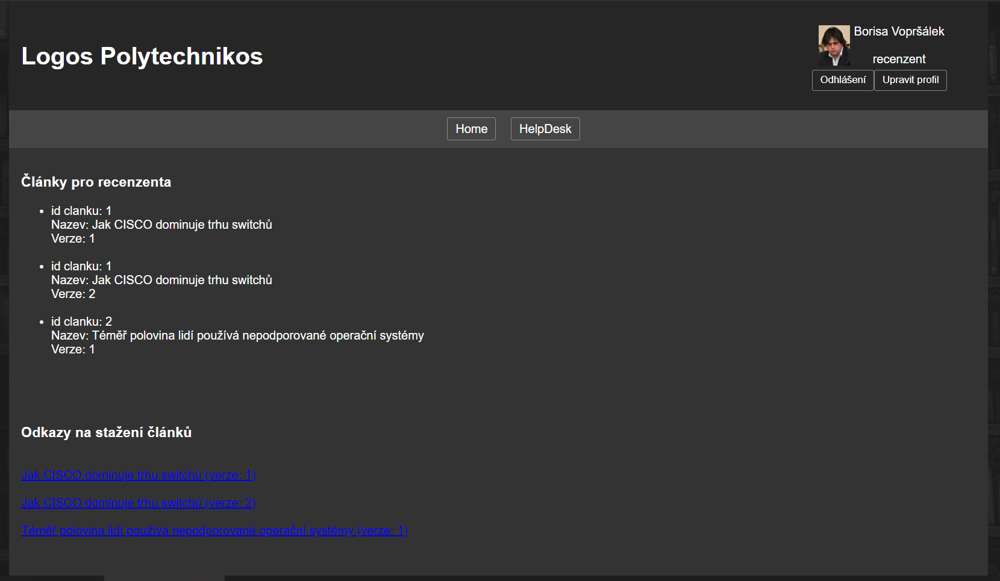 Logos Polytechnikos
Borisa Vopršálek
recenzent
Odhlášení
Upravit profil
Home
HelpDesk
Články pro recenzenta
id clanku: 1
Nazev: Jak CISCO dominuje trhu switchů
Verze: 1
id clanku: 1
Nazev: Jak CISCO dominuje trhu switchů
Verze: 2
id clanku: 2
Nazev: Téměř polovina lidí používá nepodporované operační systémy
Verze: 1
Odkazy na stažení článků
Jak CISCO dominuje trhu switchů (verze: 1)
Jak CISCO dominuje trhu switchů (verze: 2)
Téměř polovina lidí používá nepodporované operační systémy (verze: 1)